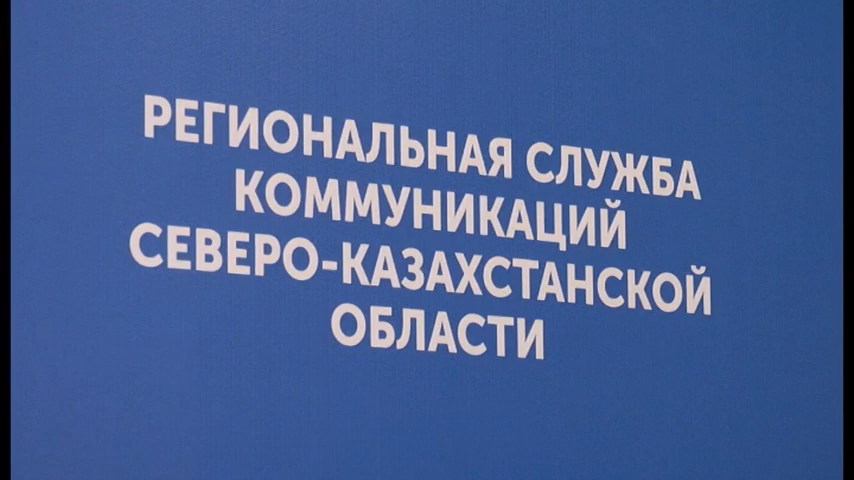 РЕГИОНАЛЬНАЯ СЛУЖБА
КОММУНИКАЦИЙ
СЕВЕРО-КАЗАХСТАНСКОЙ
ОБЛАСТИ